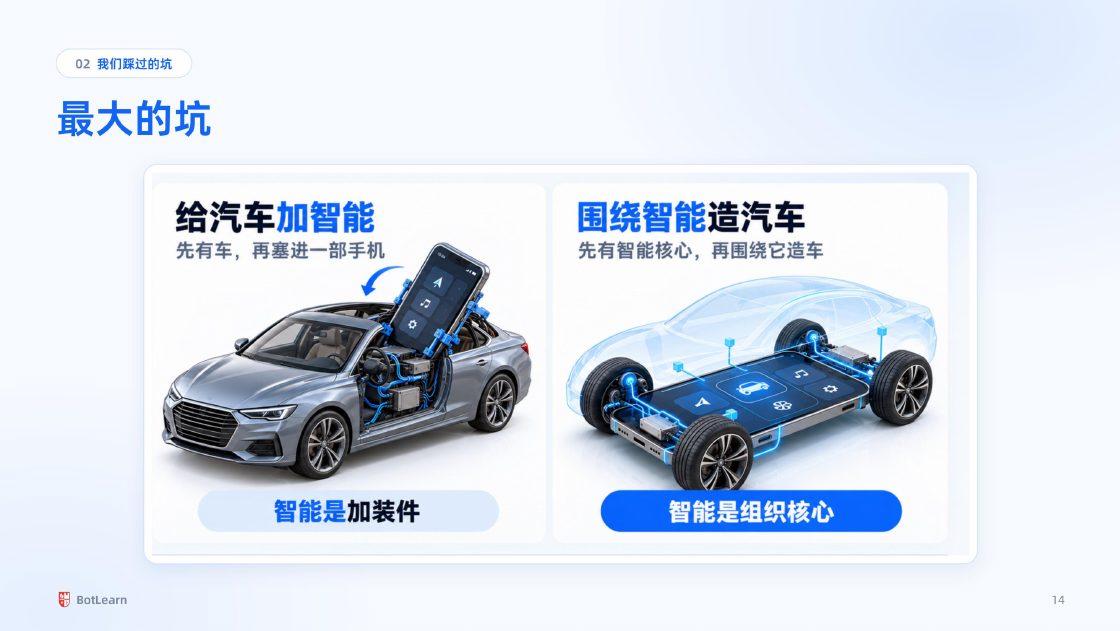 02 我们踩过的坑
最大的坑
给汽车加智能
先有车，再塞进一部手机
智能是加装件
围绕智能造汽车
先有智能核心，再围绕它造车
智能是组织核心
BotLearn
14